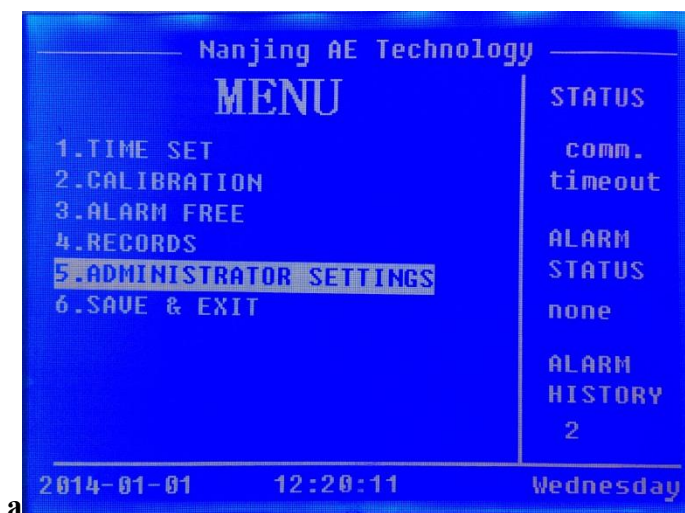 Nanjing AE Technology
MENU
1.TIME SET
2.CALIBRATION
3.ALARM FREE
4.RECORDS
5.ADMINISTRATOR SETTINGS
6.SAVE & EXIT
STATUS
comm.
timeout
ALARM
STATUS
none
ALARM
HISTORY
2
2014-01-01 12:20:11 Wednesday
a